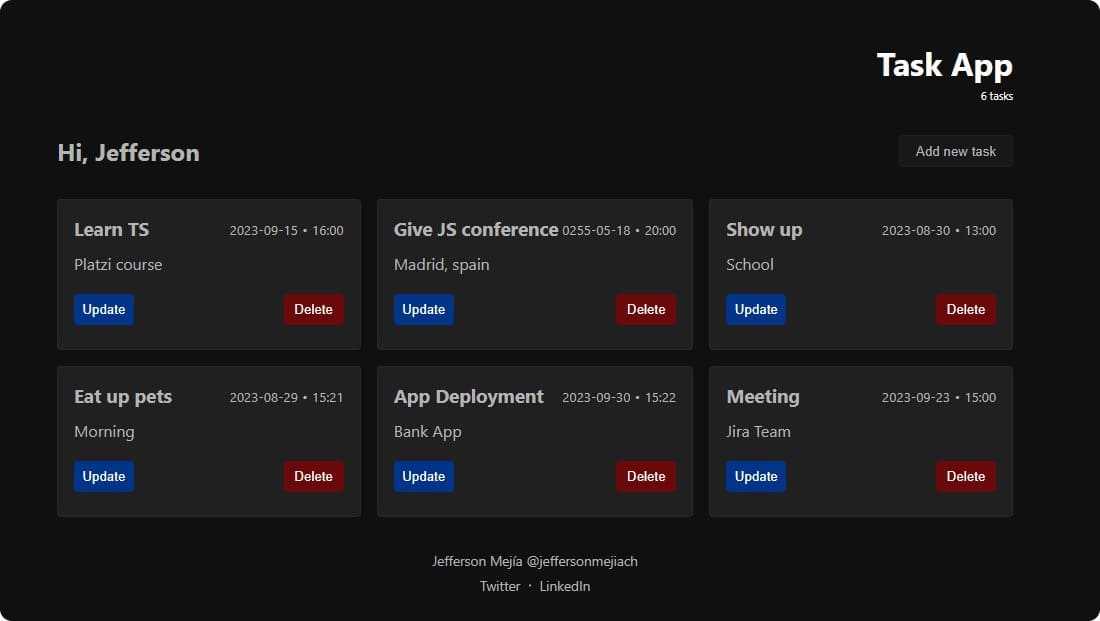 Task App
6 tasks
Hi, Jefferson
Add new task
Learn TS 2023-09-15 • 16:00
Platzi course
Update Delete
Give JS conference 0255-05-18 • 20:00
Madrid, spain
Update Delete
Show up 2023-08-30 • 13:00
School
Update Delete
Eat up pets 2023-08-29 • 15:21
Morning
Update Delete
App Deployment 2023-09-30 • 15:22
Bank App
Update Delete
Meeting 2023-09-23 • 15:00
Jira Team
Update Delete
Jefferson Mejía @jeffersonmejiach
Twitter · LinkedIn